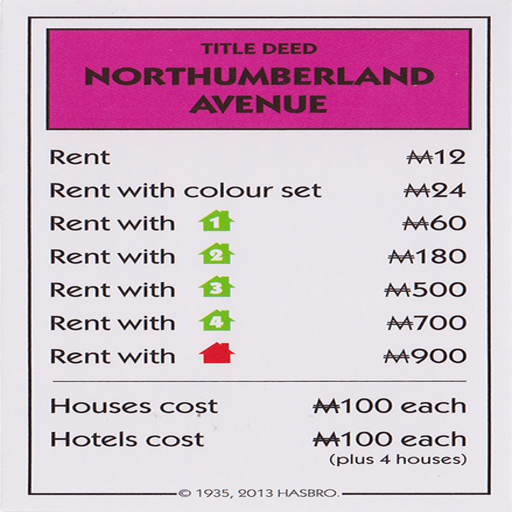 TITLE DEED
NORTHUMBERLAND
AVENUE
Rent ₩12
Rent with colour set ₩24
Rent with 1 ₩60
Rent with 2 ₩180
Rent with 3 ₩500
Rent with 4 ₩700
Rent with ₩900
Houses cost ₩100 each
Hotels cost ₩100 each
(plus 4 houses)
© 1935, 2013 HASBRO.